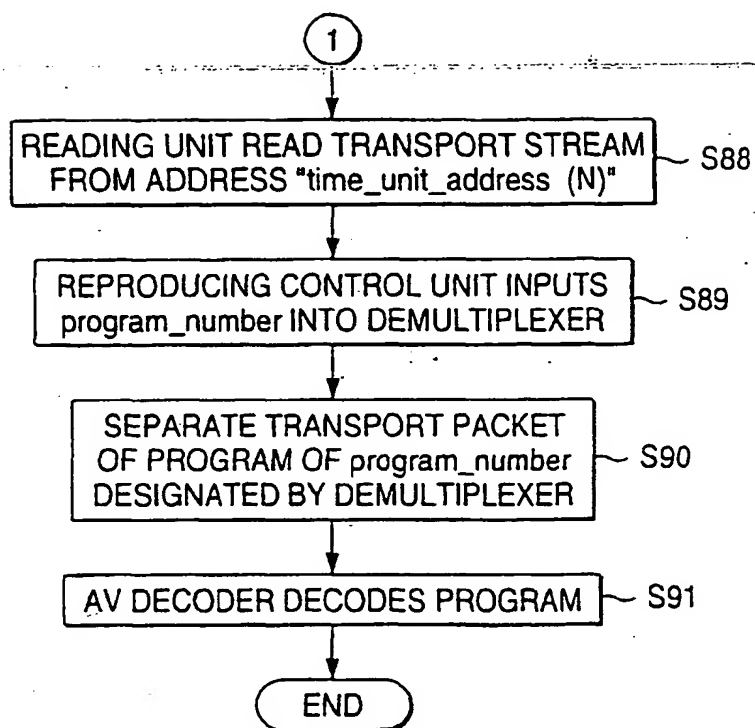 1
READING UNIT READ TRANSPORT STREAM
FROM ADDRESS "time_unit_address (N)"
S88
REPRODUCING CONTROL UNIT INPUTS
program_number INTO DEMULTIPLEXER
S89
SEPARATE TRANSPORT PACKET
OF PROGRAM OF program_number
DESIGNATED BY DEMULTIPLEXER
S90
AV DECODER DECODES PROGRAM
S91
END